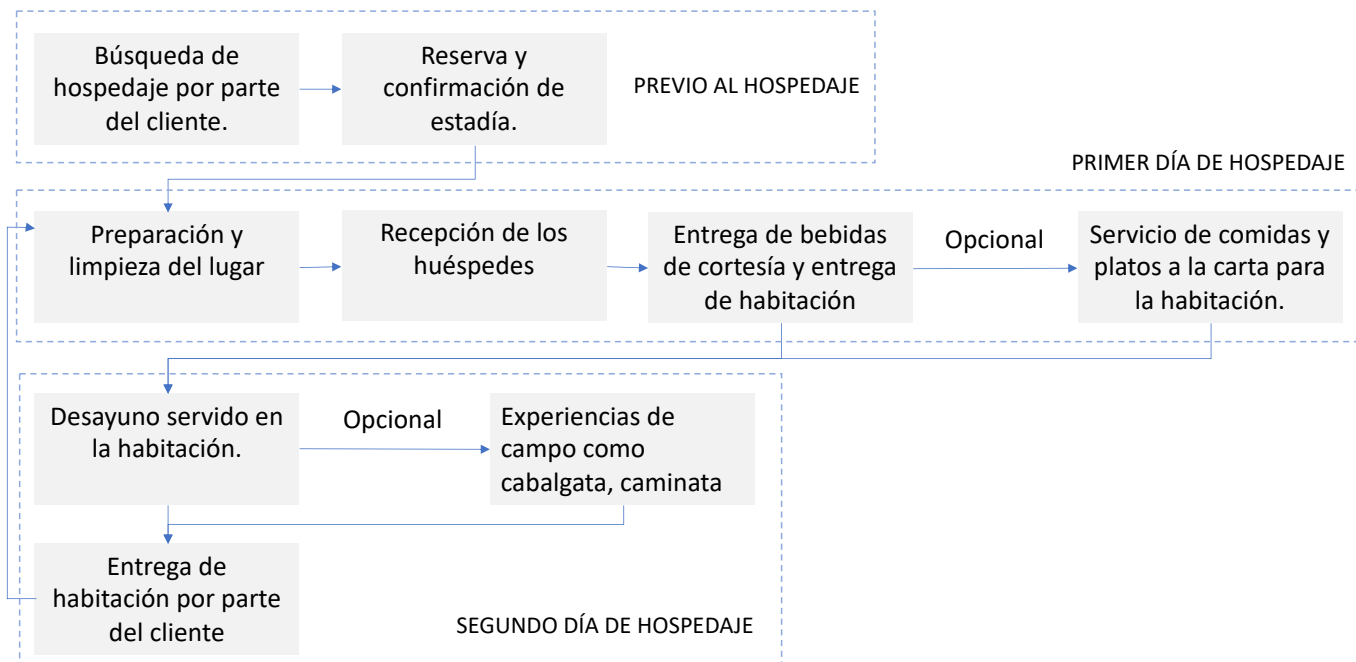 Búsqueda de
hospedaje por parte
del cliente.
Reserva y
confirmación de
estadía.
PREVIO AL HOSPEDAJE
PRIMER DÍA DE HOSPEDAJE
Preparación y
limpieza del lugar
Recepción de los
huéspedes
Entrega de bebidas
de cortesía y entrega
de habitación
Opcional
Servicio de comidas y
platos a la carta para
la habitación.
Desayuno servido en
la habitación.
Opcional
Experiencias de
campo como
cabalgata, caminata
Entrega de
habitación por parte
del cliente
SEGUNDO DÍA DE HOSPEDAJE